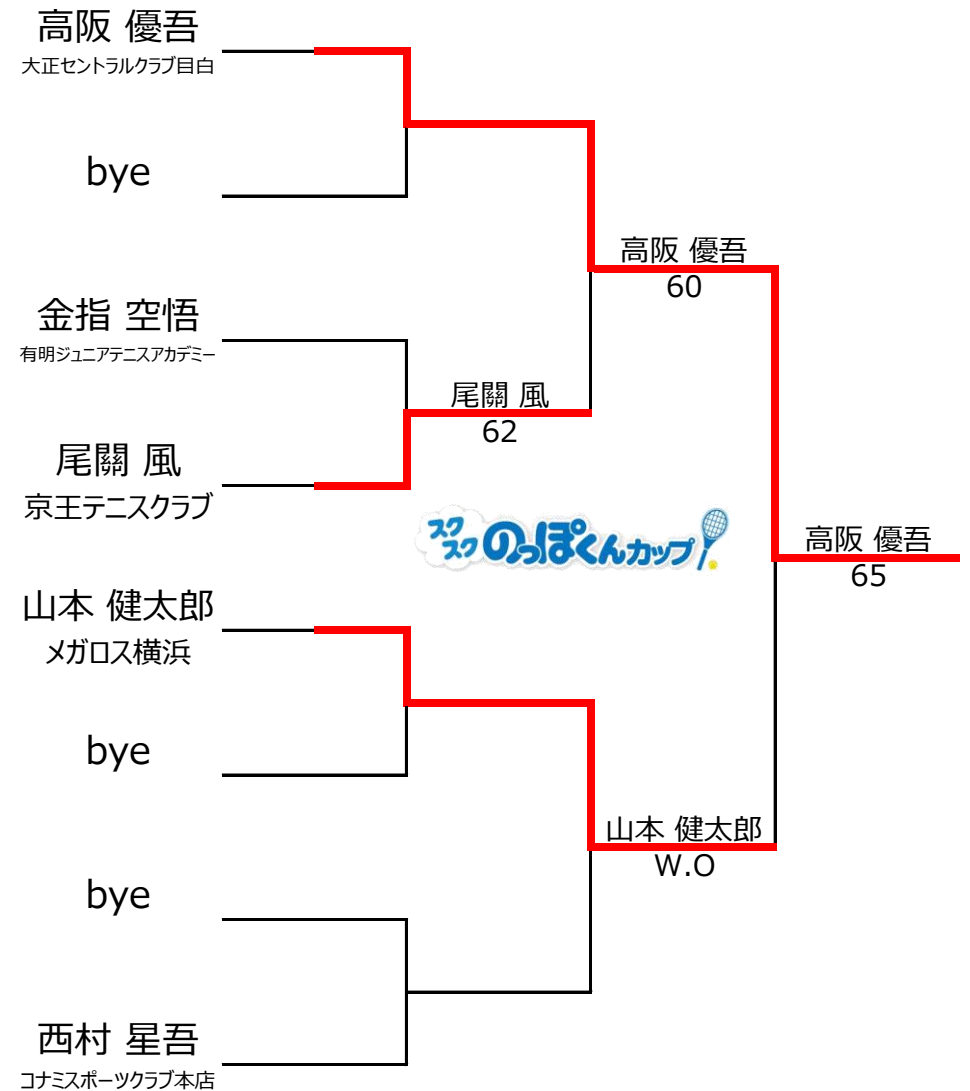 高阪 優吾
大正セントラルクラブ目白
bye
高阪 優吾
60
金指 空悟
有明ジュニアテニスアカデミー
尾關 風
62
尾關 風
京王テニスクラブ
スク
スク のっぽくんカップ!
高阪 優吾
65
山本 健太郎
メガロス横浜
bye
山本 健太郎
W.O
bye
西村 星吾
コナミスポーツクラブ本店